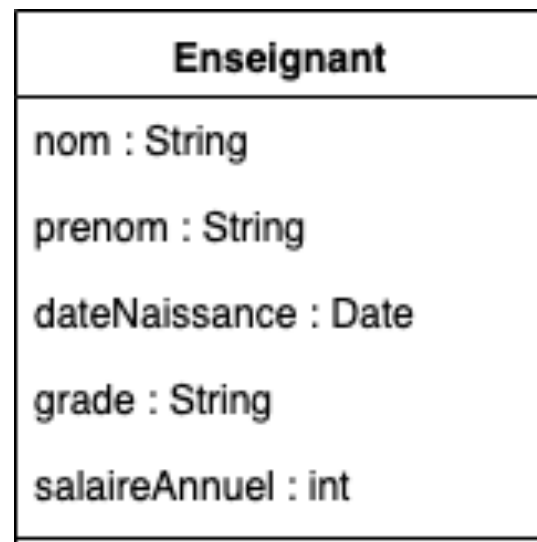 Enseignant
nom : String
prenom : String
dateNaissance : Date
grade : String
salaireAnnuel : int